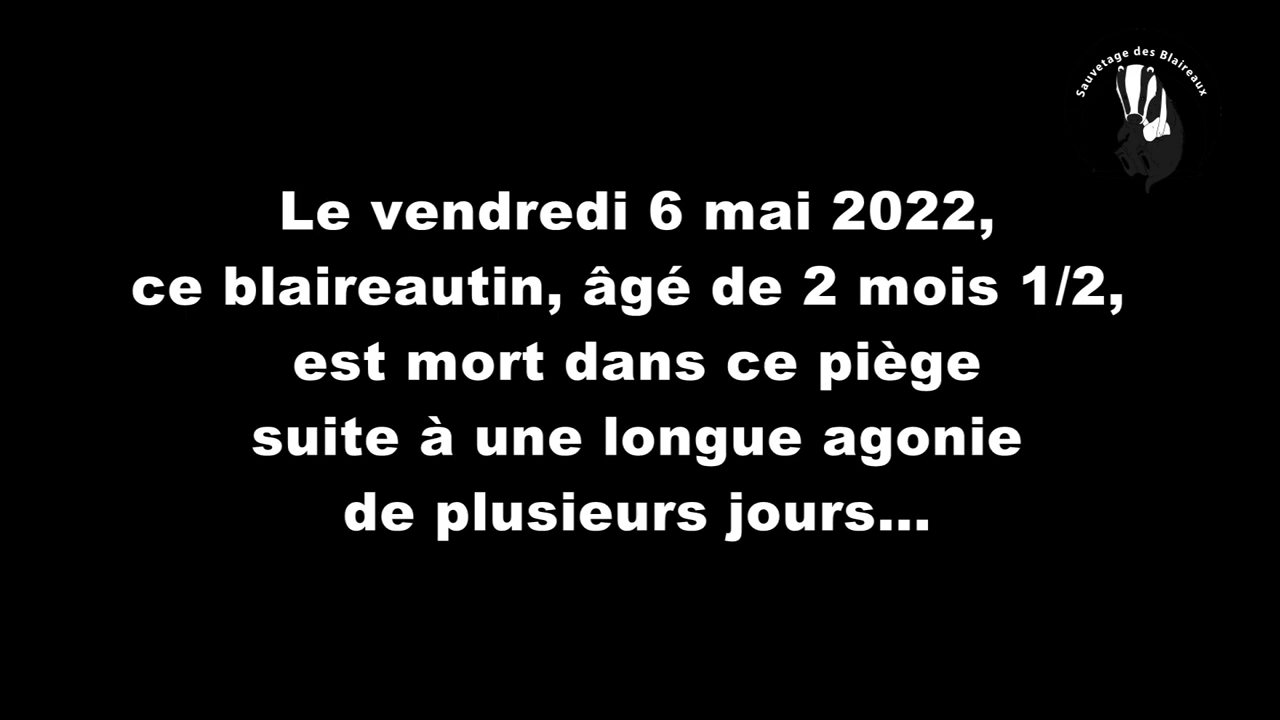 Sauvetage des Blaireaux
Le vendredi 6 mai 2022,
ce blaireautin, âgé de 2 mois 1/2,
est mort dans ce piège
suite à une longue agonie
de plusieurs jours...